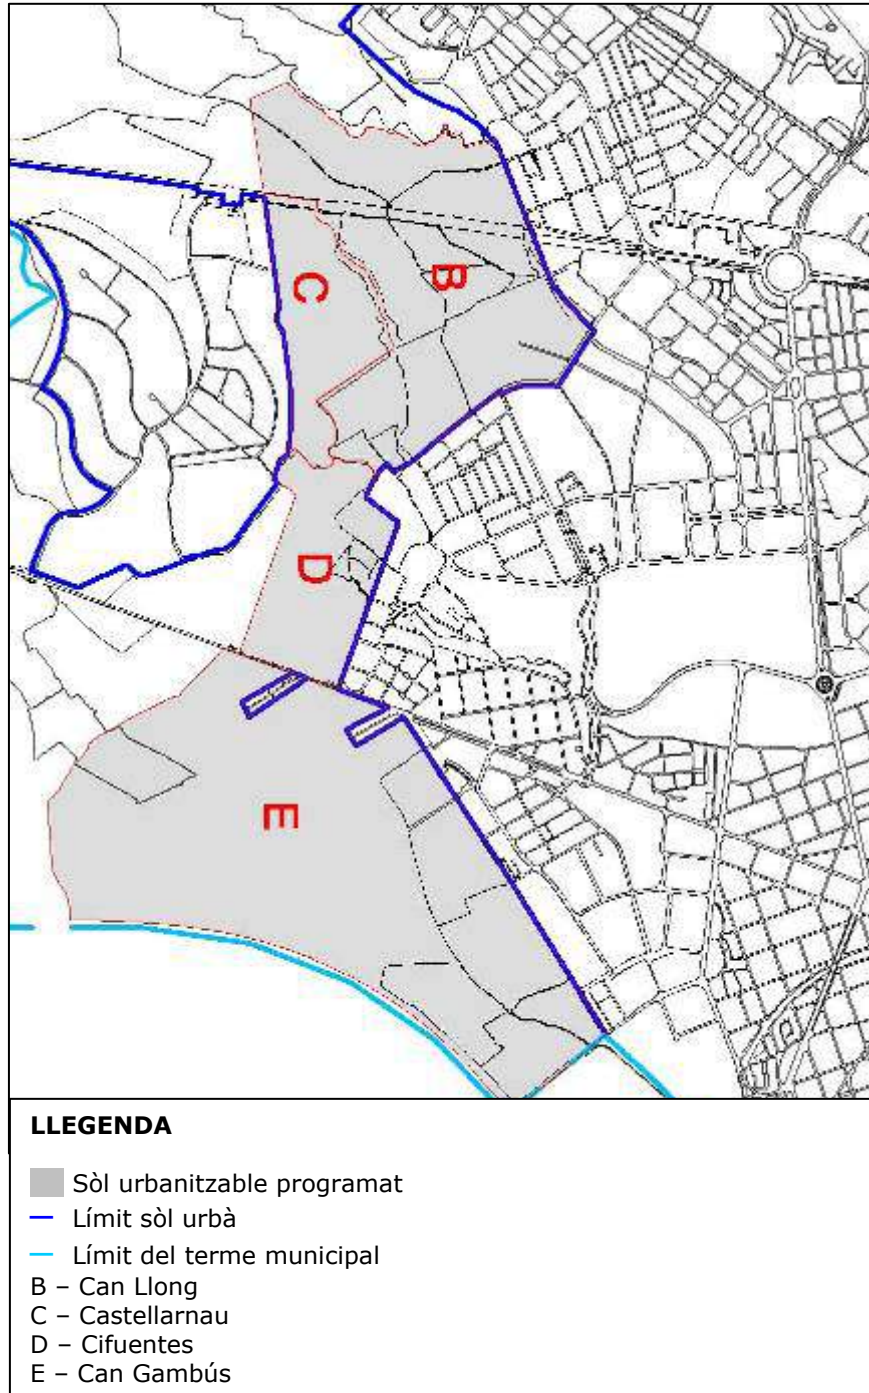 B
C
D
E
LLEGENDA
Sòl urbanitzable programat
Límit sòl urbà
Límit del terme municipal
B – Can Llong
C – Castellarnau
D – Cifuentes
E – Can Gambús